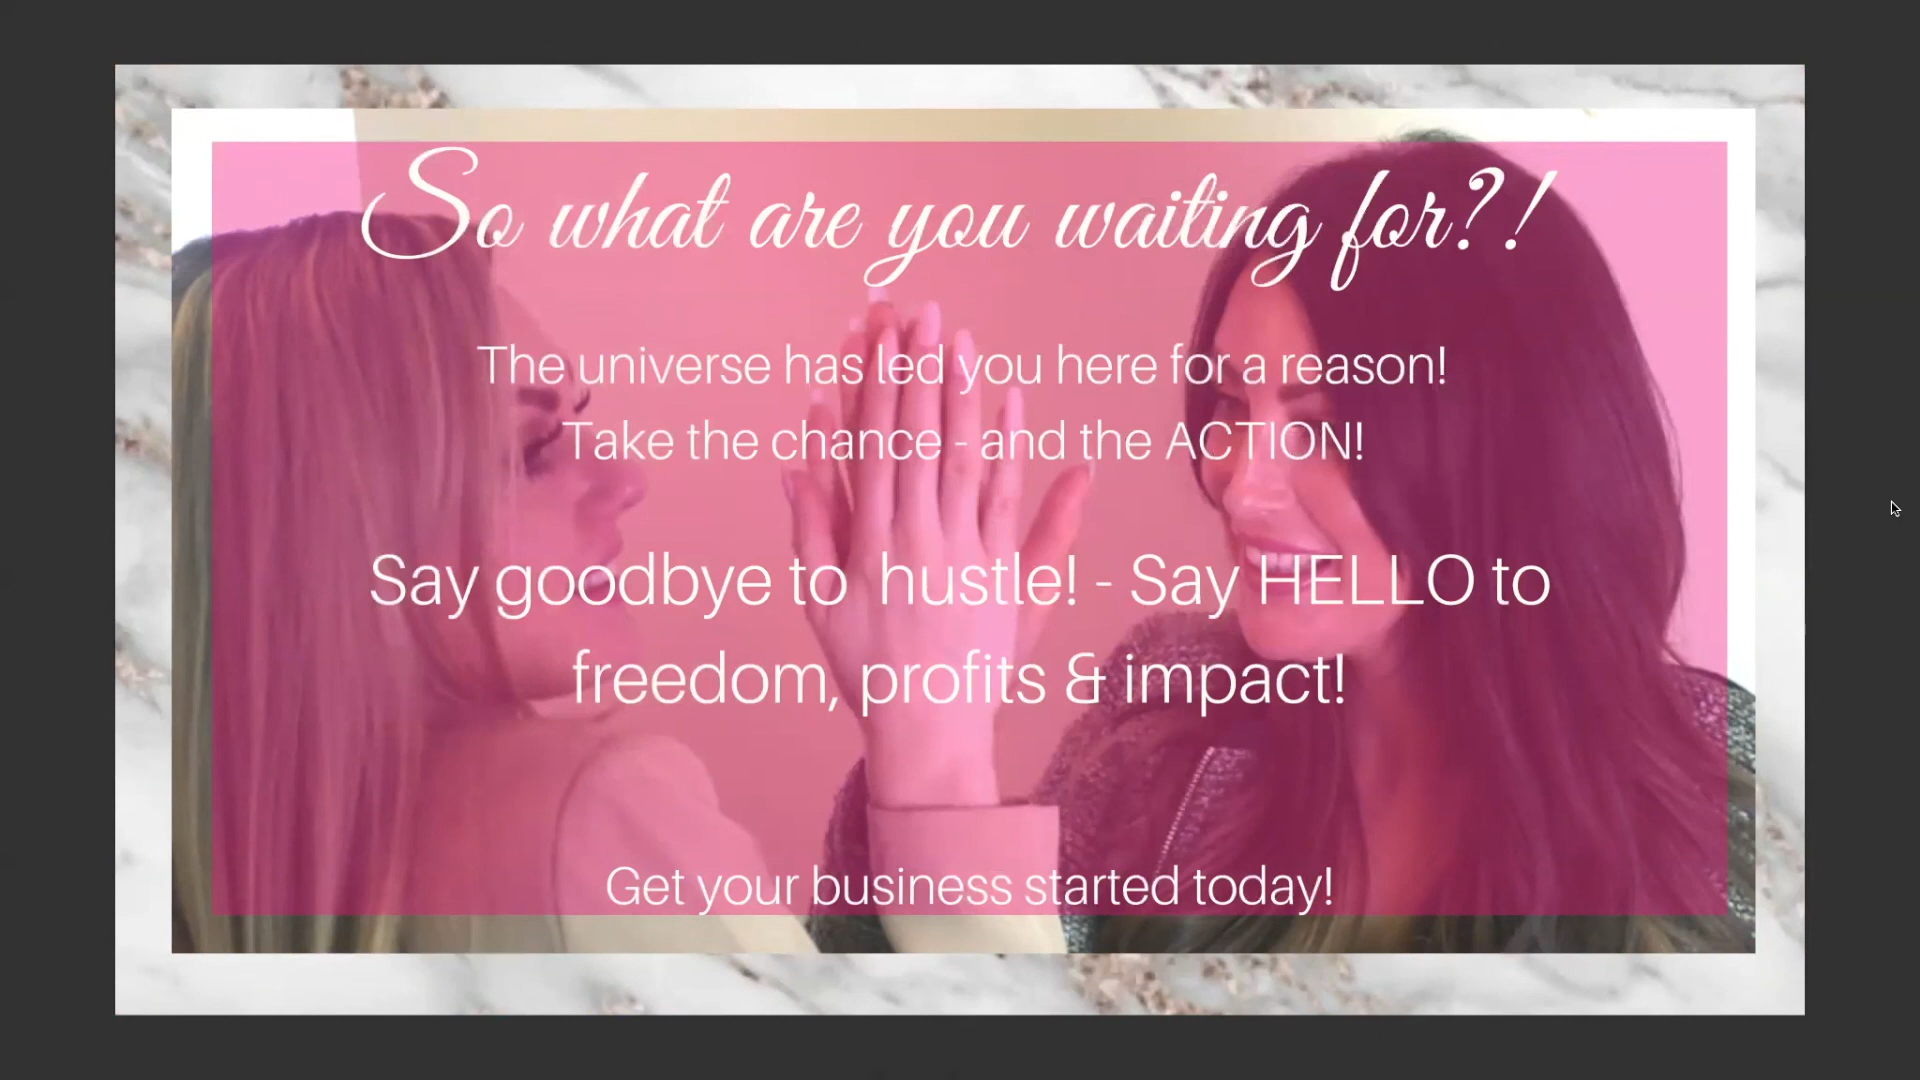 So what are you waiting for?!
The universe has led you here for a reason!
Take the chance - and the ACTION!
Say goodbye to hustle! - Say HELLO to
freedom, profits & impact!
Get your business started today!